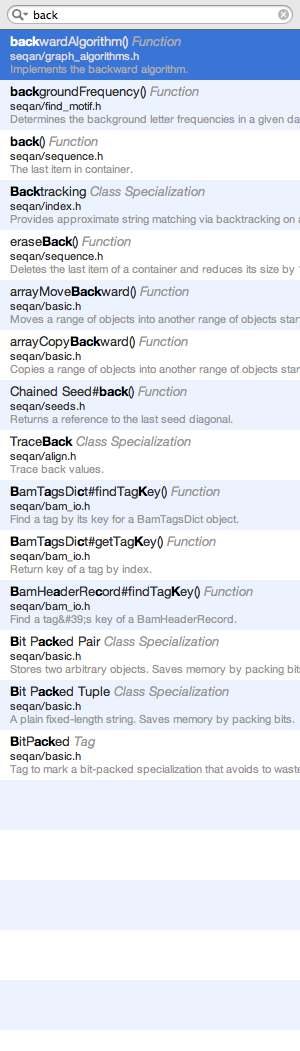 back
backwardAlgorithm() Function
seqan/graph_algorithms.h
Implements the backward algorithm.
backgroundFrequency() Function
seqan/find_motif.h
Determines the background letter frequencies in a given da
back() Function
seqan/sequence.h
The last item in container.
Backtracking Class Specialization
seqan/index.h
Provides approximate string matching via backtracking on a
eraseBack() Function
seqan/sequence.h
Deletes the last item of a container and reduces its size by
arrayMoveBackward() Function
seqan/basic.h
Moves a range of objects into another range of objects star
arrayCopyBackward() Function
seqan/basic.h
Copies a range of objects into another range of objects star
Chained Seed#back() Function
seqan/seeds.h
Returns a reference to the last seed diagonal.
TraceBack Class Specialization
seqan/align.h
Trace back values.
BamTagsDict#findTagKey() Function
seqan/bam_io.h
Find a tag by its key for a BamTagsDict object.
BamTagsDict#getTagKey() Function
seqan/bam_io.h
Return key of a tag by index.
BamHeaderRecord#findTagKey() Function
seqan/bam_io.h
Find a tag&#39;s key of a BamHeaderRecord.
Bit Packed Pair Class Specialization
seqan/basic.h
Stores two arbitrary objects. Saves memory by packing bits
Bit Packed Tuple Class Specialization
seqan/basic.h
A plain fixed-length string. Saves memory by packing bits.
BitPacked Tag
seqan/basic.h
Tag to mark a bit-packed specialization that avoids to waste